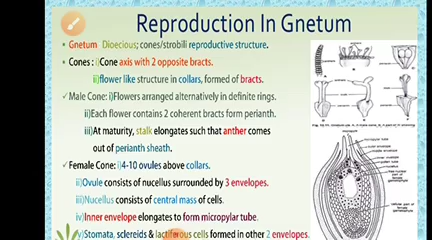 Reproduction In Gnetum
Gnetum Dioecious; cones/strobili reproductive structure.
Cones : i)Cone axis with 2 opposite bracts.
ii)flower like structure in collars, formed of bracts.
Male Cone: i)Flowers arranged alternatively in definite rings.
ii)Each flower contains 2 coherent bracts form perianth.
iii)At maturity, stalk elongates such that anther comes
out of perianth sheath.
Female Cone: i)4-10 ovules above collars.
ii)Ovule consists of nucellus surrounded by 3 envelopes.
iii)Nucellus consists of central mass of cells.
iv)Inner envelope elongates to form micropylar tube.
v)Stomata, sclereids & lactiferous cells formed in other 2 envelopes.